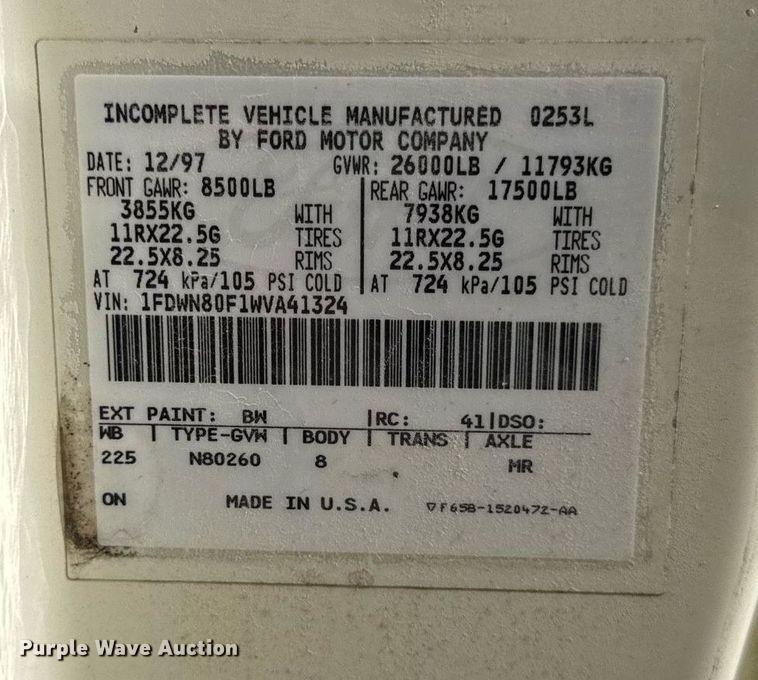 INCOMPLETE VEHICLE MANUFACTURED 0253L
BY FORD MOTOR COMPANY
DATE: 12/97 GVWR: 26000LB / 11793KG
FRONT GAWR: 8500LB REAR GAWR: 17500LB
3855KG WITH 7938KG WITH
11RX22.5G TIRES 11RX22.5G TIRES
22.5X8.25 RIMS 22.5X8.25 RIMS
AT 724 kPa/105 PSI COLD AT 724 kPa/105 PSI COLD
VIN: 1FDWN80F1WVA41324
EXT PAINT: BW |RC: 41|DSO:
WB | TYPE-GVW | BODY | TRANS | AXLE
225 N80260 8 MR
ON MADE IN U.S.A. ▽F65B-1520472-AA
Purple Wave Auction